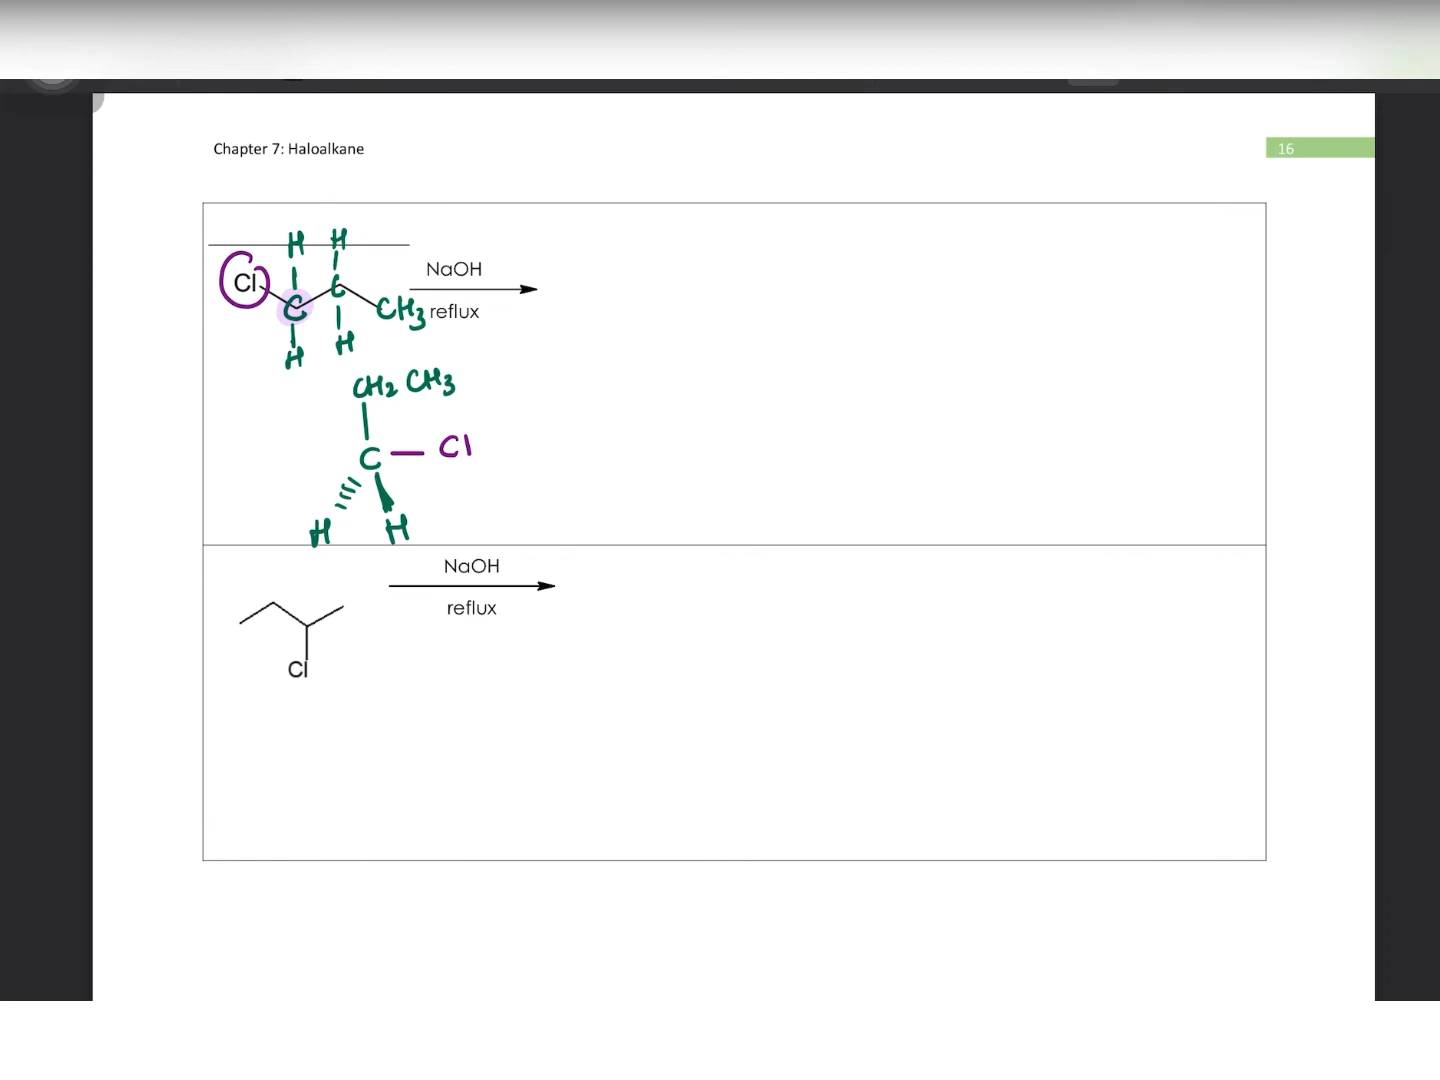 Chapter 7: Haloalkane
16
H H
Cl C C CH3
H H
NaOH
reflux
CH2 CH3
C — Cl
H H
NaOH
reflux
Cl